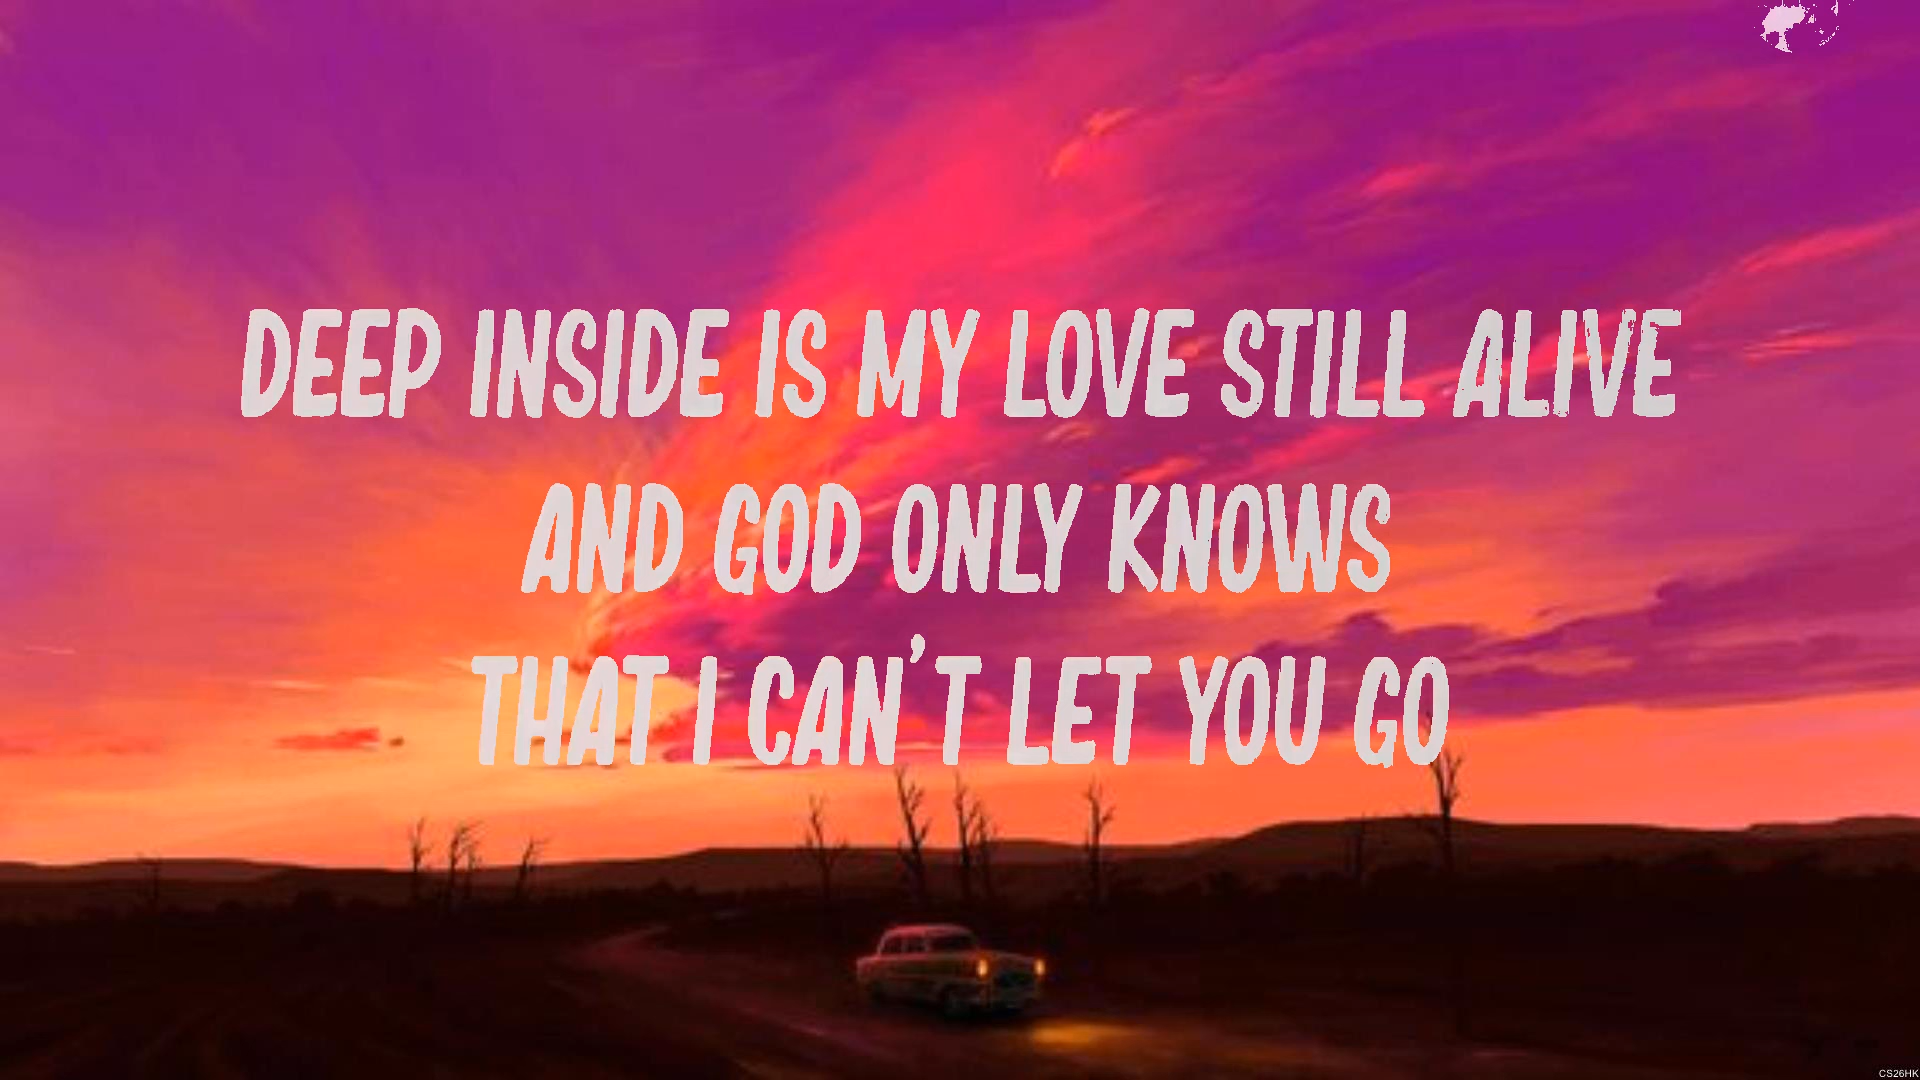 DEEP INSIDE IS MY LOVE STILL ALIVE
AND GOD ONLY KNOWS
THAT I CAN'T LET YOU GO
CS26HK